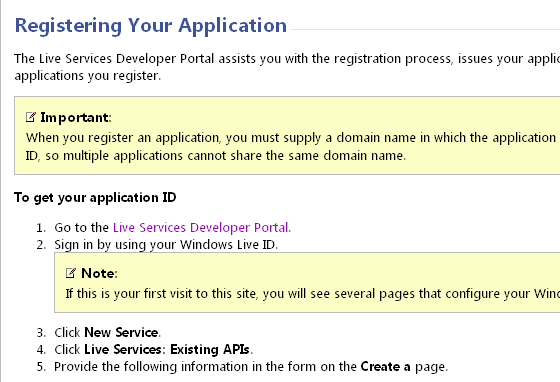 Registering Your Application
The Live Services Developer Portal assists you with the registration process, issues your
applications you register.
Important:
When you register an application, you must supply a domain name in which the application
ID, so multiple applications cannot share the same domain name.
To get your application ID
1. Go to the Live Services Developer Portal.
2. Sign in by using your Windows Live ID.
Note:
If this is your first visit to this site, you will see several pages that configure your
3. Click New Service.
4. Click Live Services: Existing APIs.
5. Provide the following information in the form on the Create a page.